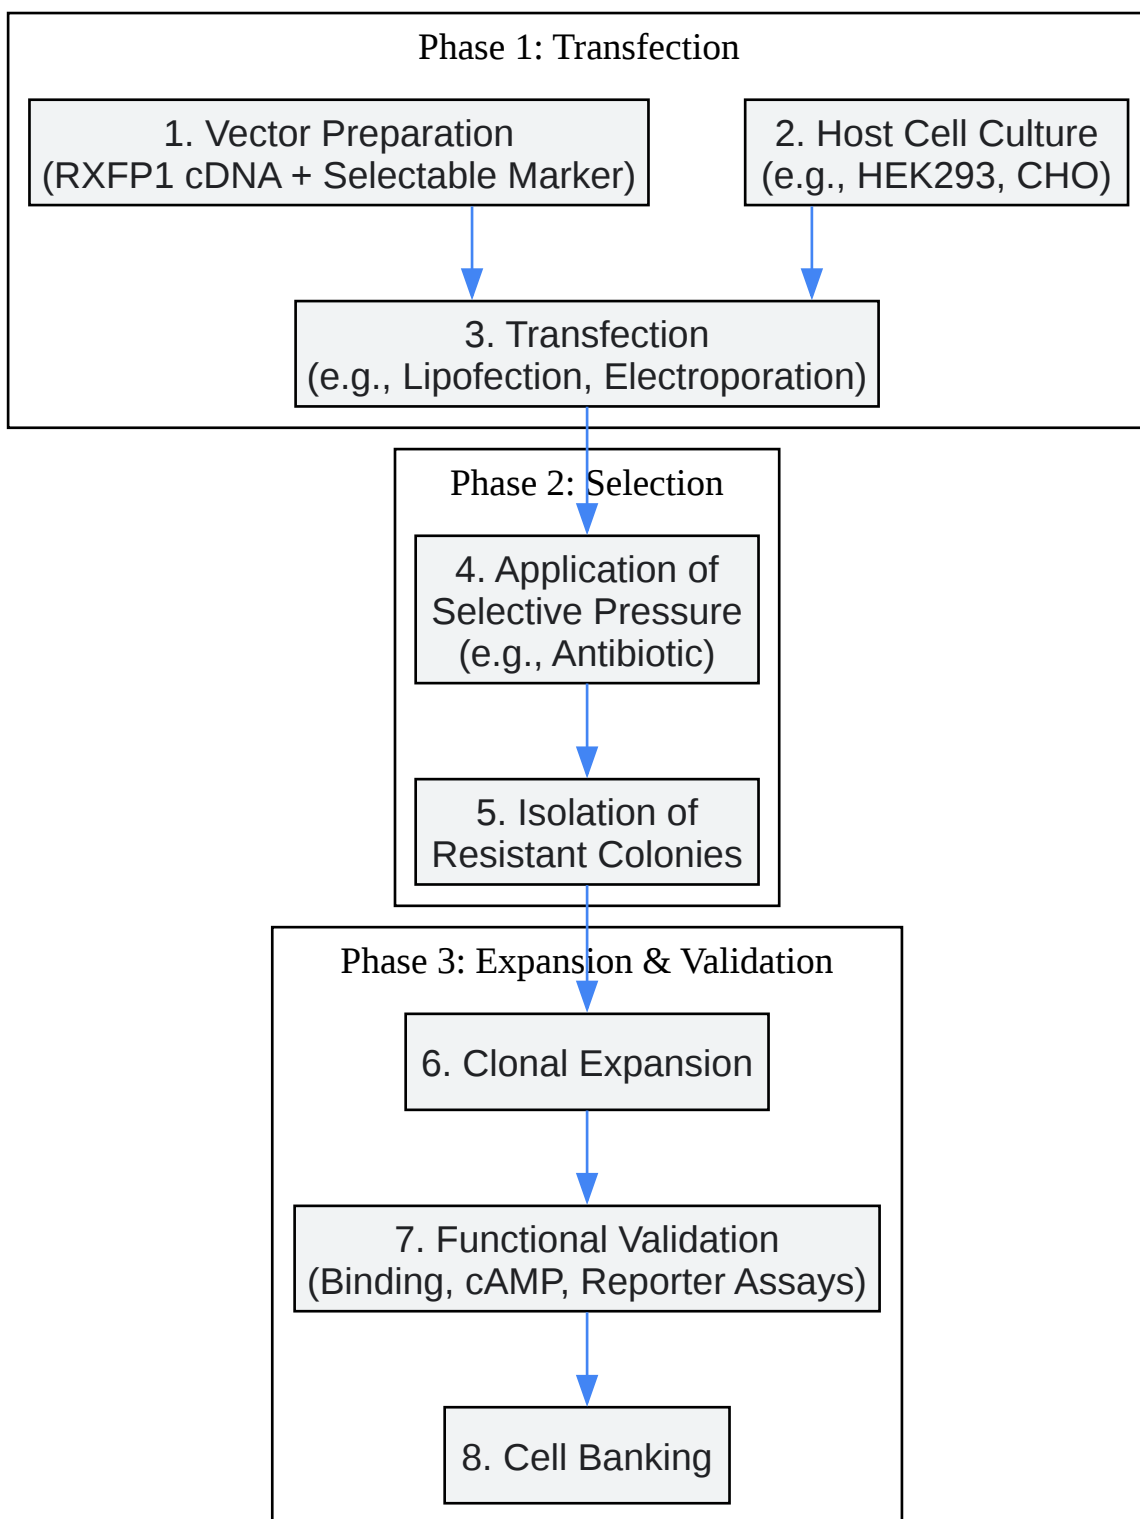 Phase 1: Transfection
1. Vector Preparation
(RXFP1 cDNA + Selectable Marker)
2. Host Cell Culture
(e.g., HEK293, CHO)
3. Transfection
(e.g., Lipofection, Electroporation)
Phase 2: Selection
4. Application of
Selective Pressure
(e.g., Antibiotic)
5. Isolation of
Resistant Colonies
Phase 3: Expansion & Validation
6. Clonal Expansion
7. Functional Validation
(Binding, cAMP, Reporter Assays)
8. Cell Banking